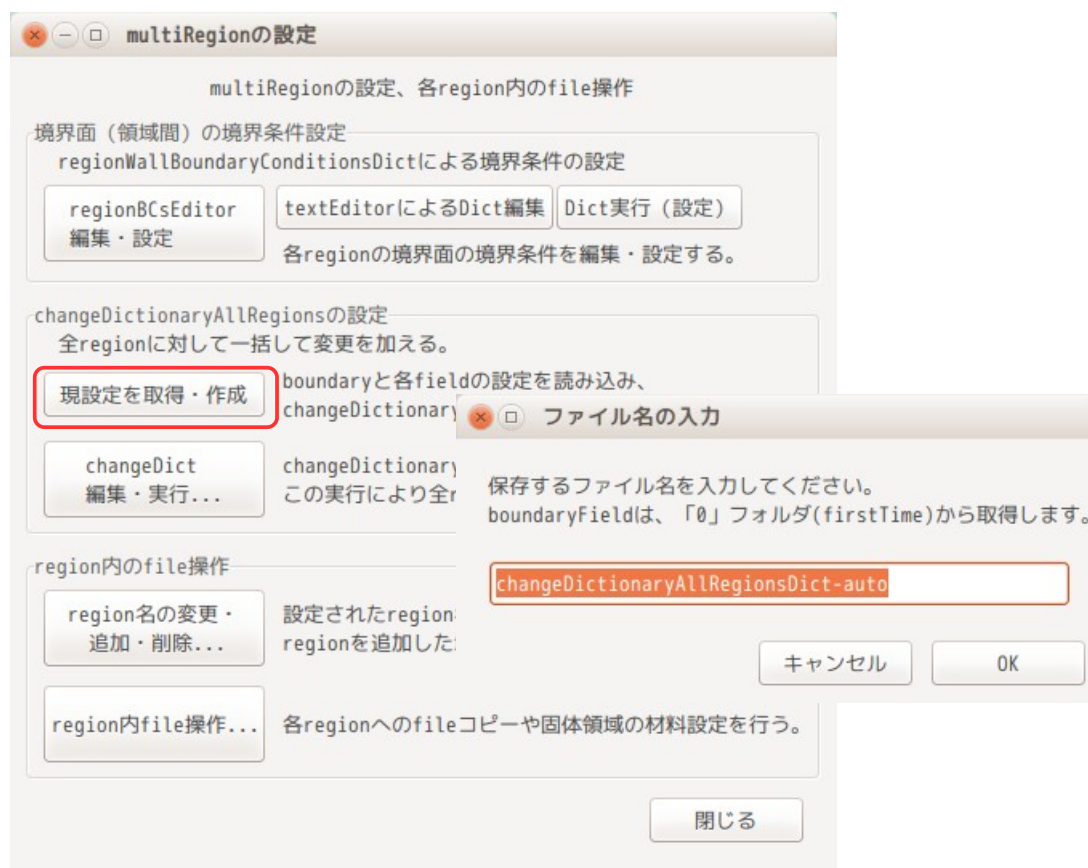 multiRegionの設定
multiRegionの設定、各region内のfile操作
境界面（領域間）の境界条件設定
regionWallBoundaryConditionsDictによる境界条件の設定
regionBCsEditor
編集・設定
textEditorによるDict編集
Dict実行（設定）
各regionの境界面の境界条件を編集・設定する。
changeDictionaryAllRegionsの設定
全regionに対して一括して変更を加える。
現設定を取得・作成
boundaryと各fieldの設定を読み込み、
changeDictionary
changeDict
編集・実行...
changeDictionary
この実行により全r
ファイル名の入力
保存するファイル名を入力してください。
boundaryFieldは、「0」フォルダ(firstTime)から取得します。
changeDictionaryAllRegionsDict-auto
キャンセル
OK
region内のfile操作
region名の変更・
追加・削除...
設定されたregion
regionを追加した
region内file操作...
各regionへのfileコピーや固体領域の材料設定を行う。
閉じる